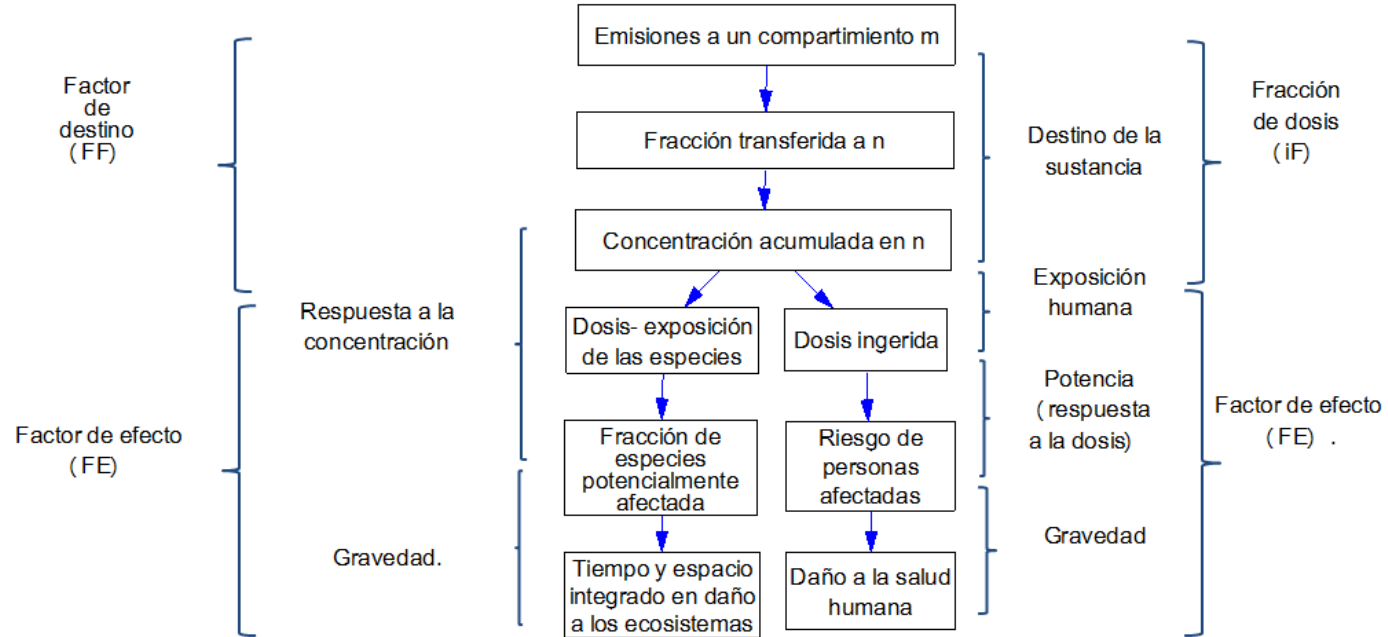 Emisiones a un compartimiento m
Factor
de
destino
( FF)
Fracción
de dosis
( iF)
Fracción transferida a n
Destino de la
sustancia
Concentración acumulada en n
Exposición
humana
Respuesta a la
concentración
Dosis- exposición
de las especies
Dosis ingerida
Potencia
( respuesta
a la dosis)
Factor de efecto
( FE)
Factor de efecto
( FE) .
Fracción de
especies
potencialmente
afectada
Riesgo de
personas
afectadas
Gravedad.
Gravedad
Tiempo y espacio
integrado en daño
a los ecosistemas
Daño a la salud
humana